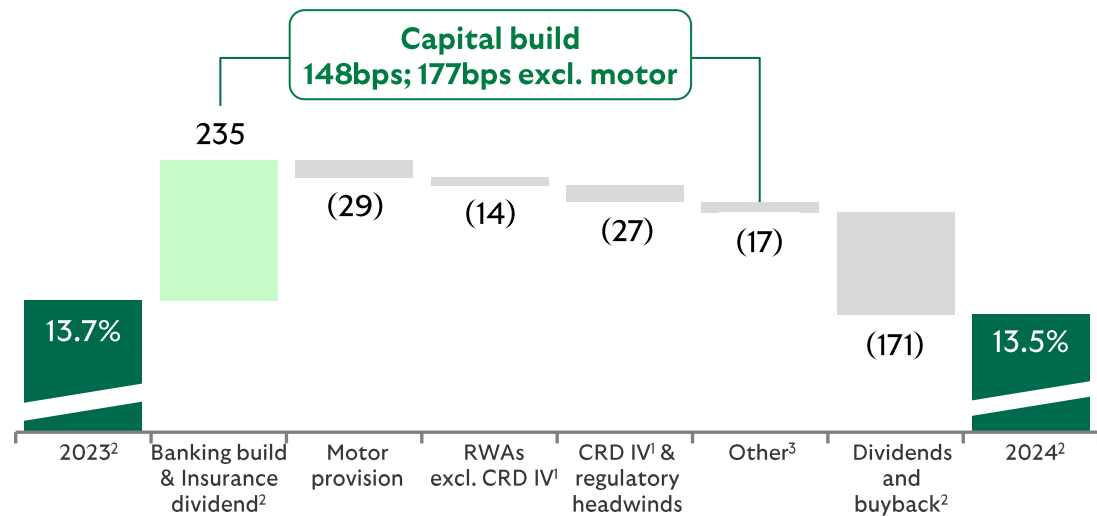 Capital build
148bps; 177bps excl. motor
235
(29)
(14)
(27)
(17)
(171)
13.7%
13.5%
2023²
Banking build
& Insurance
dividend²
Motor
provision
RWAs
excl. CRD IV¹
CRD IV¹ &
regulatory
headwinds
Other³
Dividends
and
buyback²
2024²